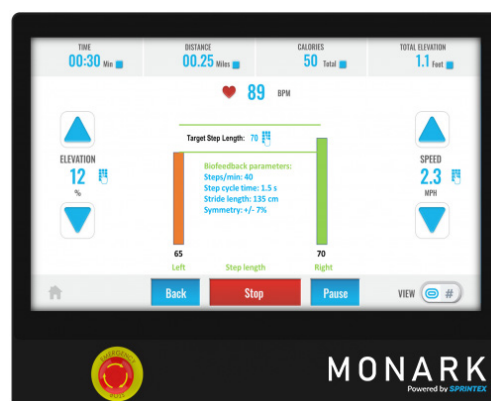 TIME
00:30 Min
DISTANCE
00.25 Miles
CALORIES
50 Total
TOTAL ELEVATION
1.1 Feet
89 BPM
Target Step Length: 70
ELEVATION
12
%
SPEED
2.3
MPH
Biofeedback parameters:
Steps/min: 40
Step cycle time: 1.5 s
Stride length: 135 cm
Symmetry: +/- 7%
65
70
Left
Step length
Right
Back
Stop
Pause
VIEW #
EMERGENCY
MONARK
Powered by SPRINTEX